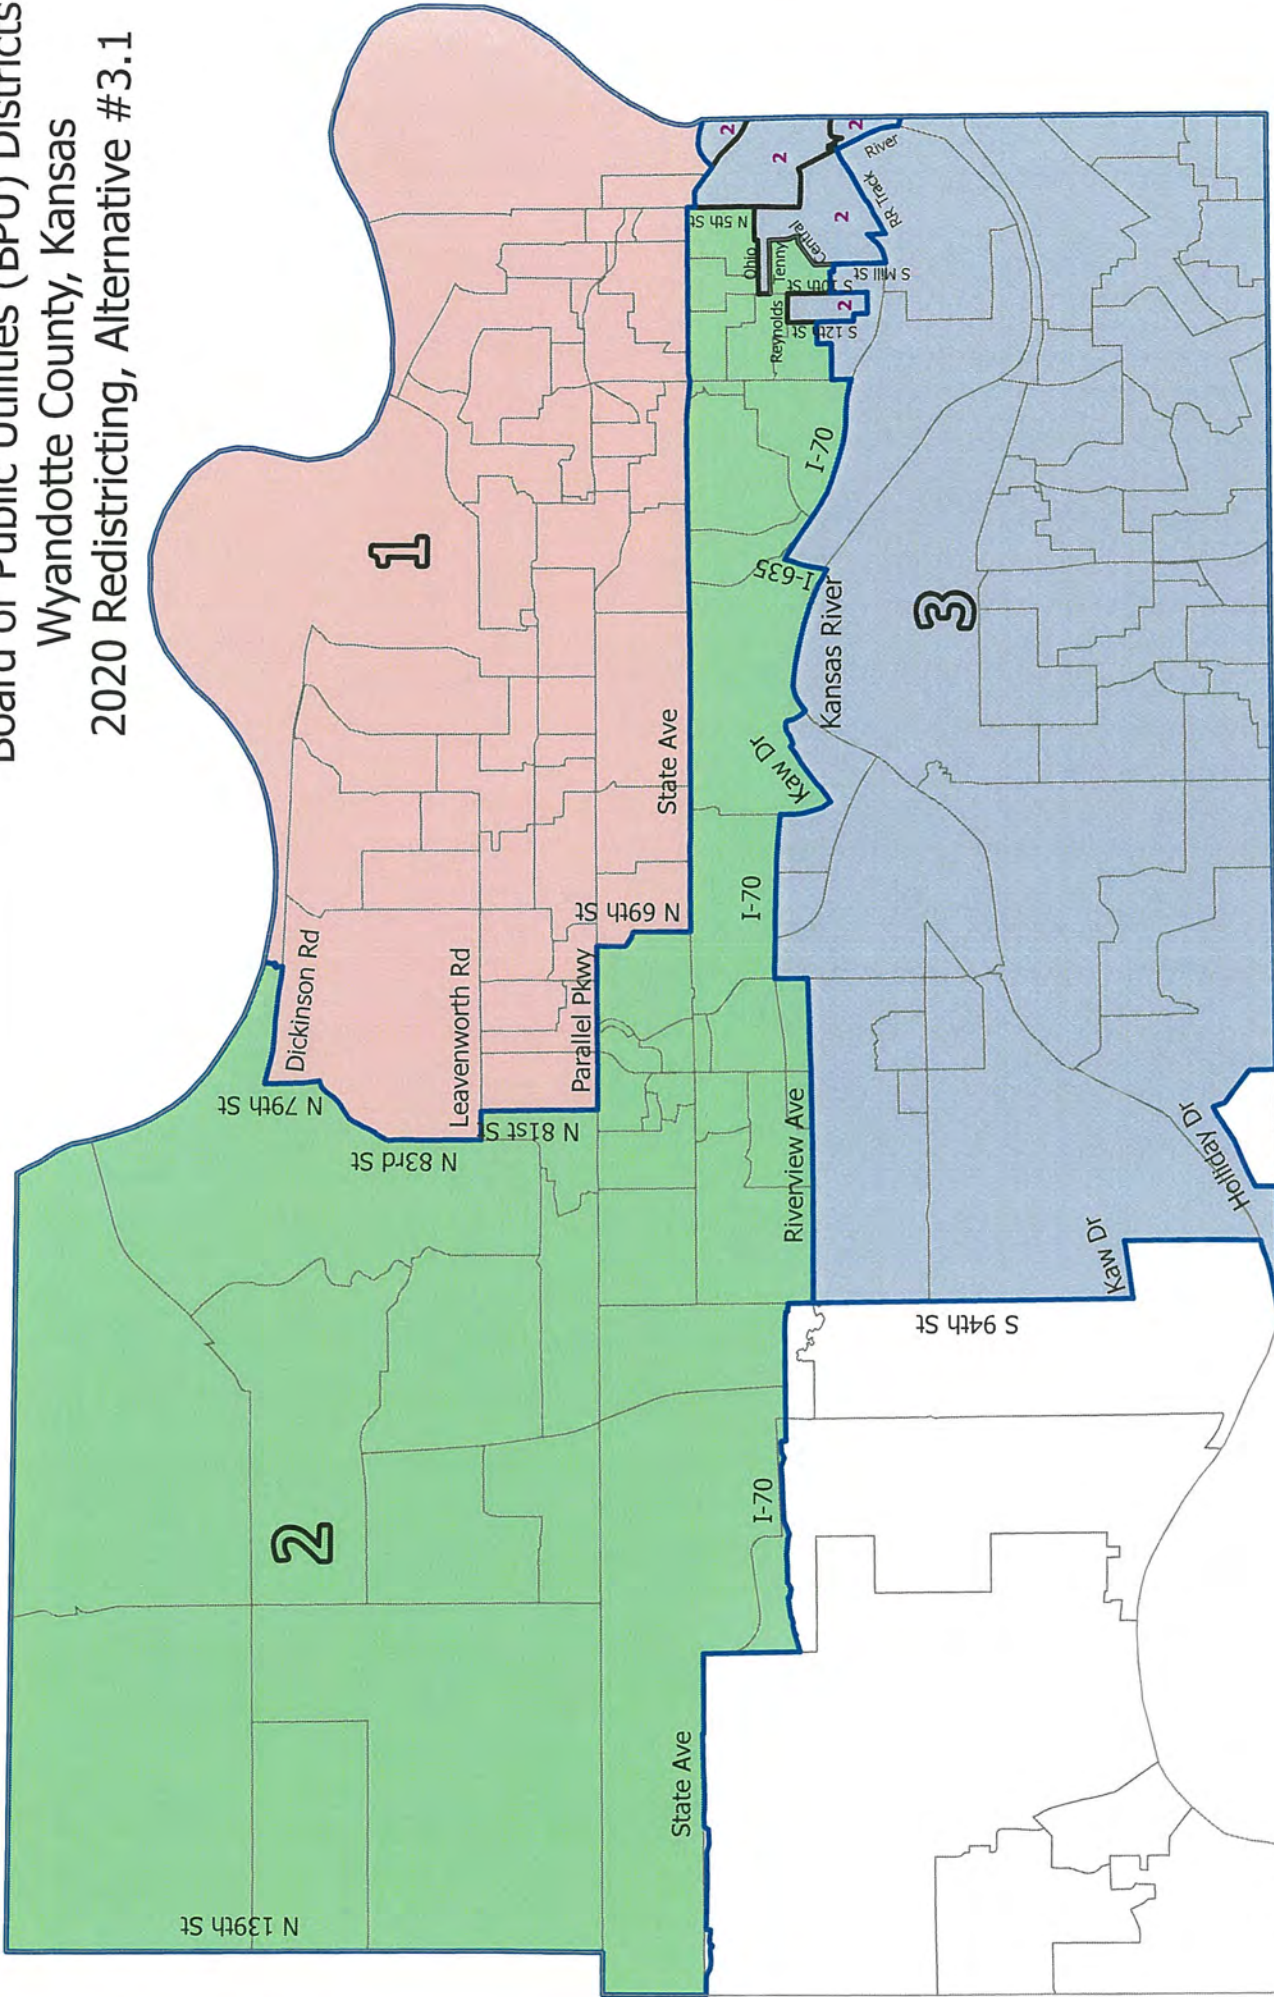 Board of Public Utilities (BPU) Districts
Wyandotte County, Kansas
2020 Redistricting, Alternative #3.1
1
2
3
2
2
2
2
2
N 5th St
Ohio
Tenny
Central
S 10th St
Reynolds
S 12th St
S Mill St
RR Track
River
I-70
I-635
Kansas River
State Ave
Kaw Dr
I-70
N 69th St
Parallel Pkwy
Leavenworth Rd
Dickinson Rd
N 79th St
N 81st St
N 83rd St
Riverview Ave
Holliday Dr
Kaw Dr
S 94th St
I-70
State Ave
N 139th St